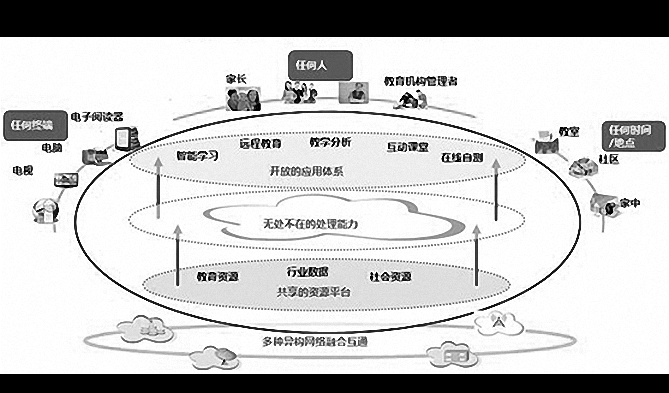 任何人
家长
教育机构管理者
任何终端
电子阅读器
电脑
电视
任何时间
/地点
教室
社区
家中
智能学习
远程教育
教学分析
互动课堂
在线自测
开放的应用体系
无处不在的处理能力
教育资源
行业数据
社会资源
共享的资源平台
多种异构网络融合互通